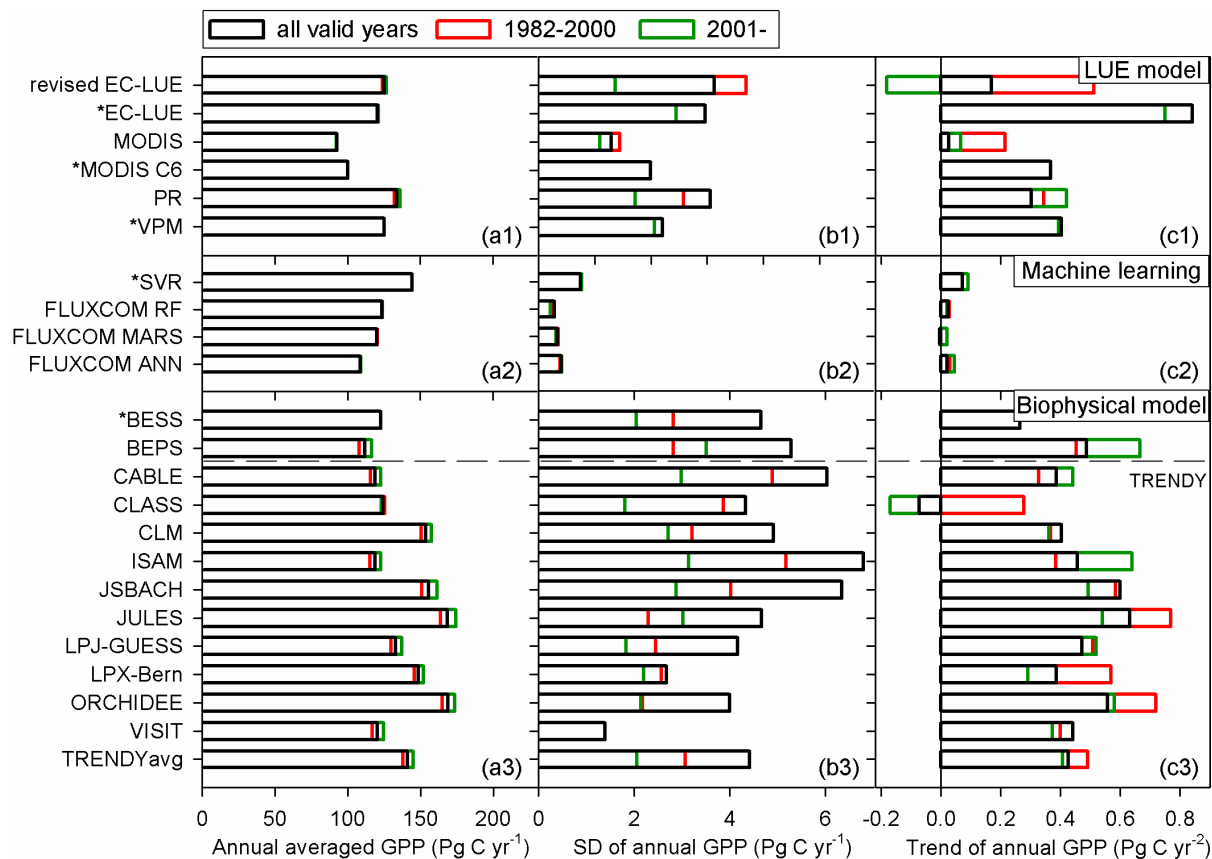 all valid years 1982-2000 2001-
LUE model
revised EC-LUE
*EC-LUE
MODIS
*MODIS C6
PR
*VPM
(a1) (b1) (c1)
Machine learning
*SVR
FLUXCOM RF
FLUXCOM MARS
FLUXCOM ANN
(a2) (b2) (c2)
Biophysical model
*BESS
BEPS
TRENDY
CABLE
CLASS
CLM
ISAM
JSBACH
JULES
LPJ-GUESS
LPX-Bern
ORCHIDEE
VISIT
TRENDYavg
(a3) (b3) (c3)
0 50 100 150 200 0 2 4 6 -0.2 0.0 0.2 0.4 0.6 0.8
Annual averaged GPP (Pg C yr⁻¹) SD of annual GPP (Pg C yr⁻¹) Trend of annual GPP (Pg C yr⁻²)